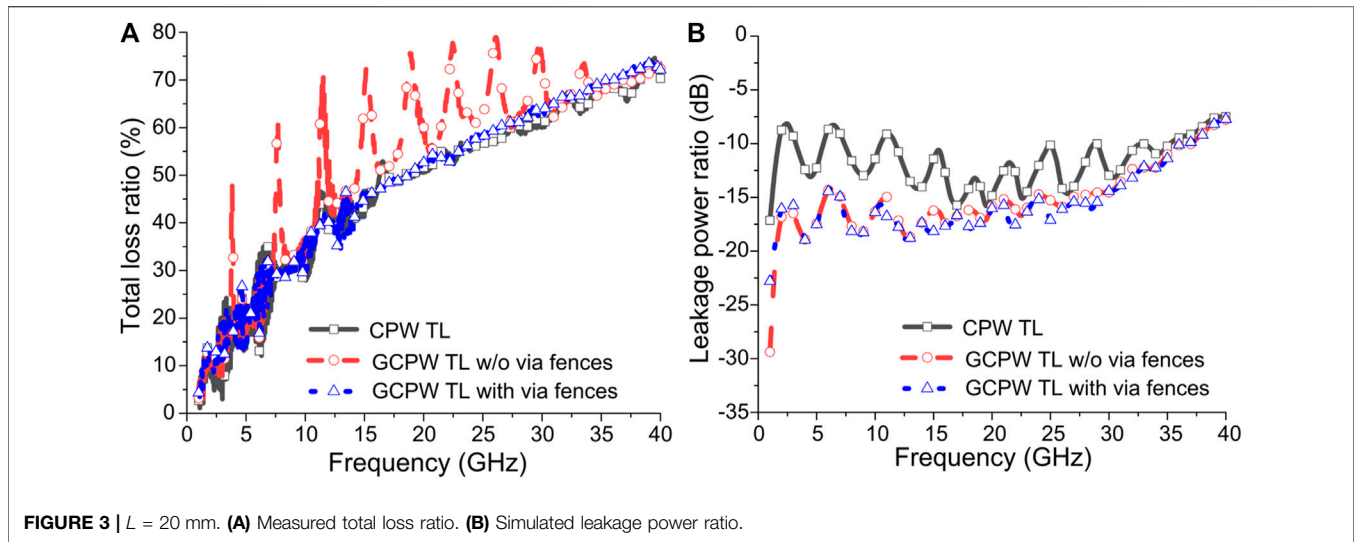 A
Total loss ratio (%)
80
70
60
50
40
30
20
10
0
0 5 10 15 20 25 30 35 40
Frequency (GHz)
CPW TL
GCPW TL w/o via fences
GCPW TL with via fences
B
Leakage power ratio (dB)
0
-5
-10
-15
-20
-25
-30
-35
0 5 10 15 20 25 30 35 40
Frequency (GHz)
CPW TL
GCPW TL w/o via fences
GCPW TL with via fences
FIGURE 3 | L = 20 mm. (A) Measured total loss ratio. (B) Simulated leakage power ratio.